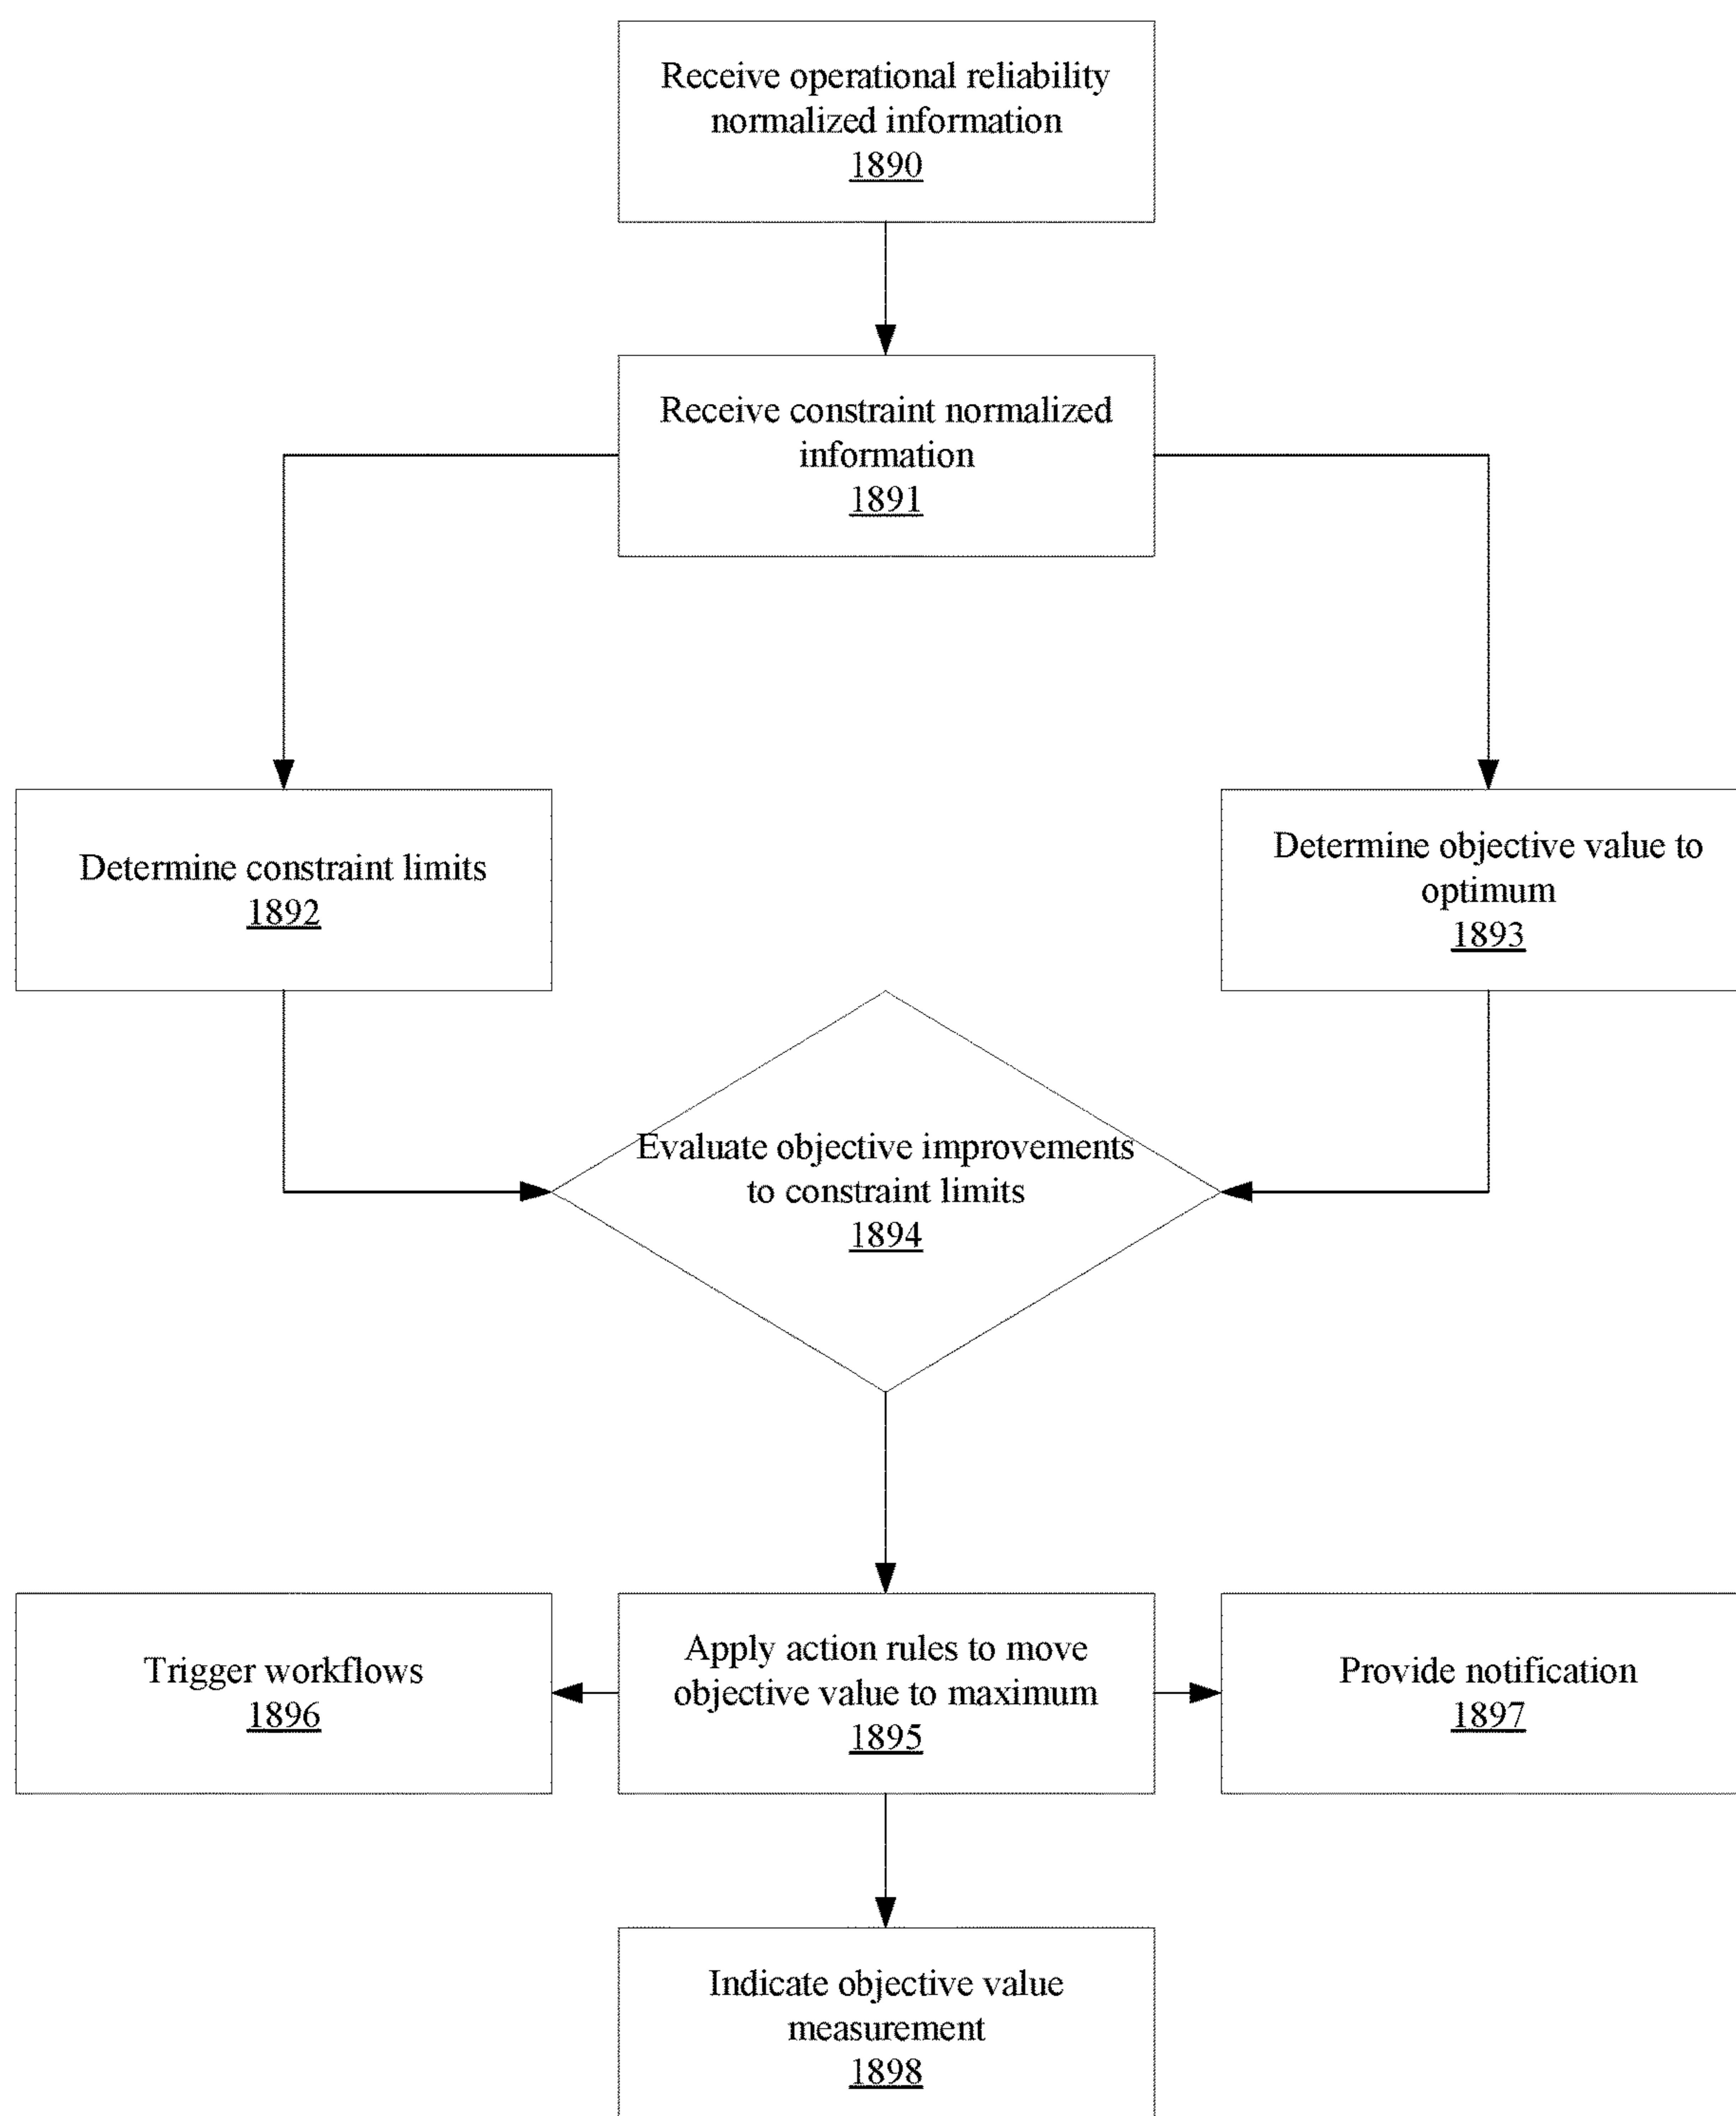 Receive operational reliability
normalized information
1890
Receive constraint normalized
information
1891
Determine constraint limits
1892
Determine objective value to
optimum
1893
Evaluate objective improvements
to constraint limits
1894
Trigger workflows
1896
Apply action rules to move
objective value to maximum
1895
Provide notification
1897
Indicate objective value
measurement
1898